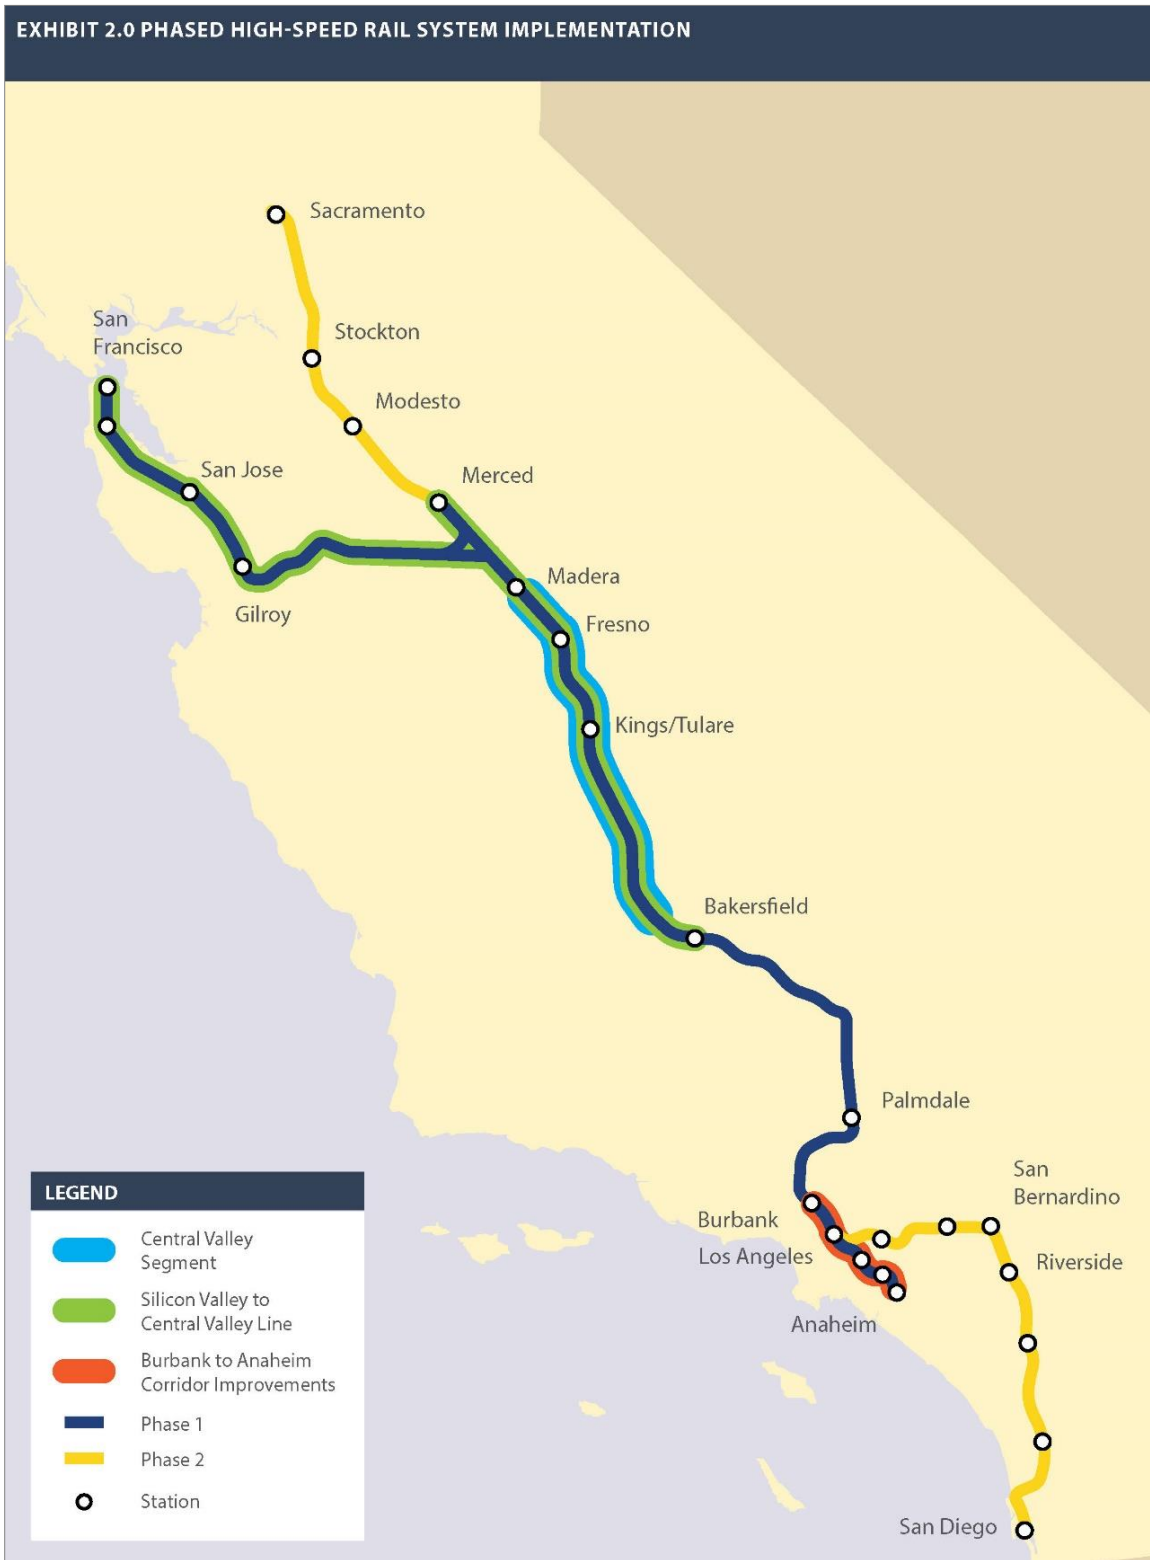 EXHIBIT 2.0 PHASED HIGH-SPEED RAIL SYSTEM IMPLEMENTATION
Sacramento
San
Francisco
Stockton
Modesto
San Jose
Merced
Gilroy
Madera
Fresno
Kings/Tulare
Bakersfield
Palmdale
San
Bernardino
Burbank
Los Angeles
Riverside
Anaheim
San Diego
LEGEND
Central Valley
Segment
Silicon Valley to
Central Valley Line
Burbank to Anaheim
Corridor Improvements
Phase 1
Phase 2
Station